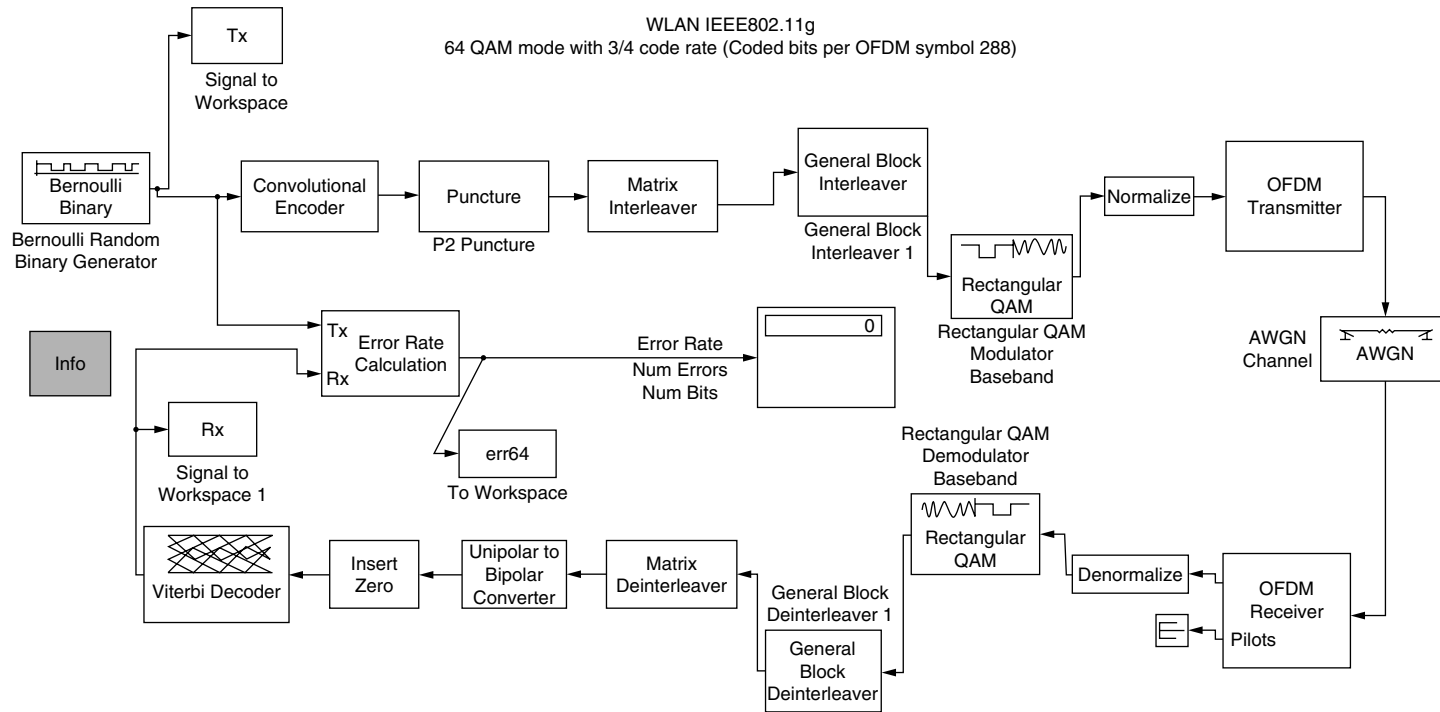 WLAN IEEE802.11g
64 QAM mode with 3/4 code rate (Coded bits per OFDM symbol 288)
Tx
Signal to
Workspace
Bernoulli
Binary
Bernoulli Random
Binary Generator
Convolutional
Encoder
Puncture
P2 Puncture
Matrix
Interleaver
General Block
Interleaver
General Block
Interleaver 1
Rectangular
QAM
Rectangular QAM
Modulator
Baseband
Normalize
OFDM
Transmitter
AWGN
Channel
AWGN
Info
Tx
Rx
Error Rate
Calculation
Error Rate
Num Errors
Num Bits
0
Rx
Signal to
Workspace 1
err64
To Workspace
Rectangular QAM
Demodulator
Baseband
Rectangular
QAM
Denormalize
OFDM
Receiver
Pilots
Viterbi Decoder
Insert
Zero
Unipolar to
Bipolar
Converter
Matrix
Deinterleaver
General Block
Deinterleaver 1
General
Block
Deinterleaver